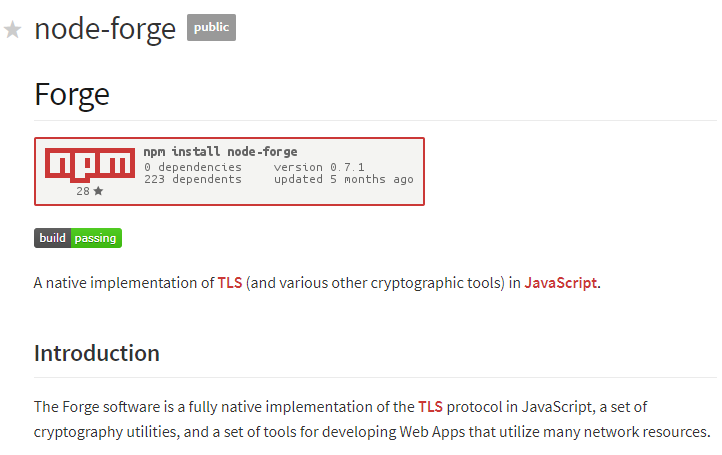 node-forge public
Forge
npm
npm install node-forge
0 dependencies version 0.7.1
223 dependents updated 5 months ago
28 ★
build passing
A native implementation of TLS (and various other cryptographic tools) in JavaScript.
Introduction
The Forge software is a fully native implementation of the TLS protocol in JavaScript, a set of
cryptography utilities, and a set of tools for developing Web Apps that utilize many network resources.